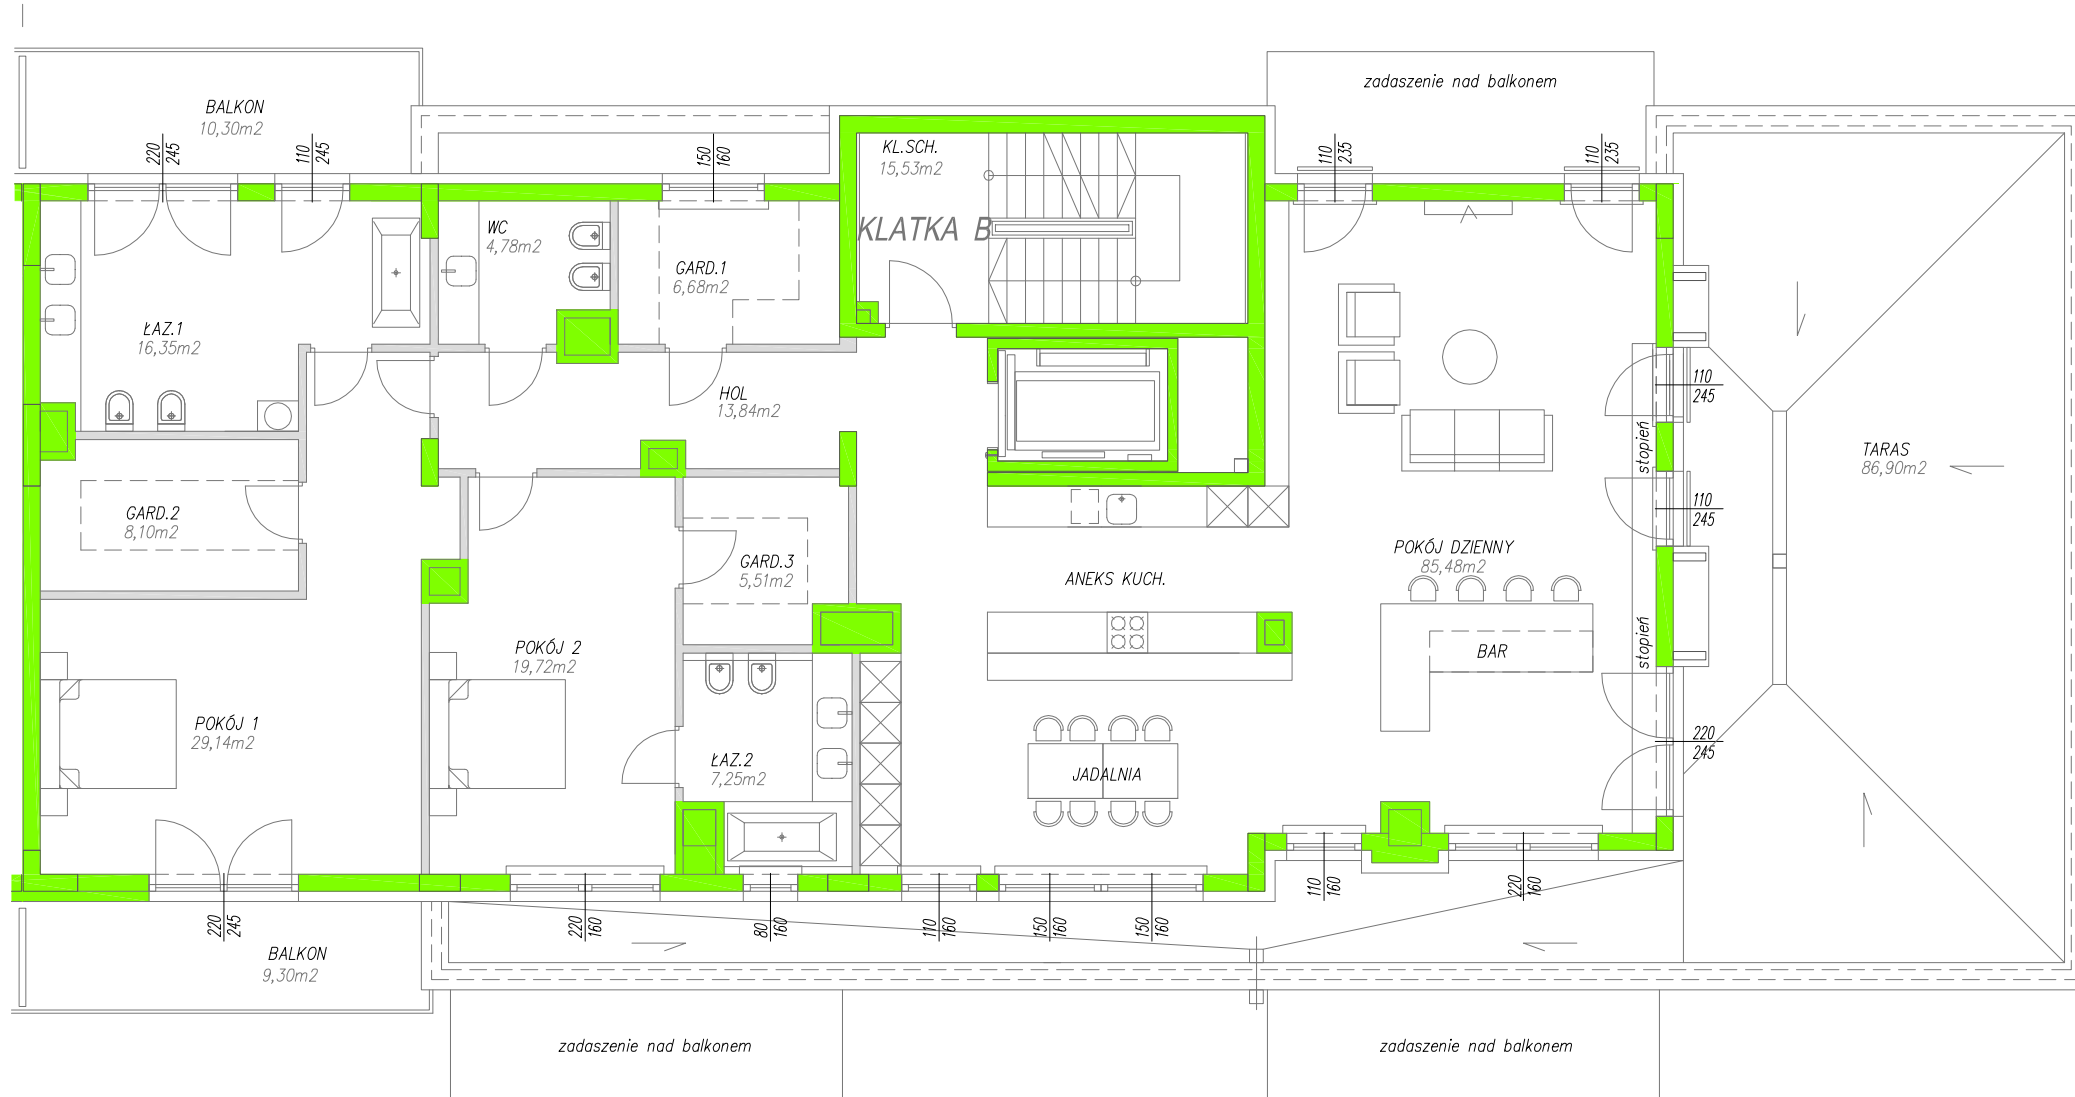 zadaszenie nad balkonem
BALKON
10,30m2
220
245
110
245
150
160
KL.SCH.
15,53m2
110
235
110
235
KLATKA B
WC
4,78m2
GARD.1
6,68m2
ŁAZ.1
16,35m2
HOL
13,84m2
110
245
stopień
TARAS
86,90m2
GARD.2
8,10m2
110
245
POKÓJ DZIENNY
85,48m2
GARD.3
5,51m2
ANEKS KUCH.
stopień
POKÓJ 2
19,72m2
BAR
POKÓJ 1
29,14m2
ŁAZ.2
7,25m2
JADALNIA
220
245
220
245
220
160
80
160
110
160
150
160
150
160
110
160
220
160
BALKON
9,30m2
zadaszenie nad balkonem
zadaszenie nad balkonem